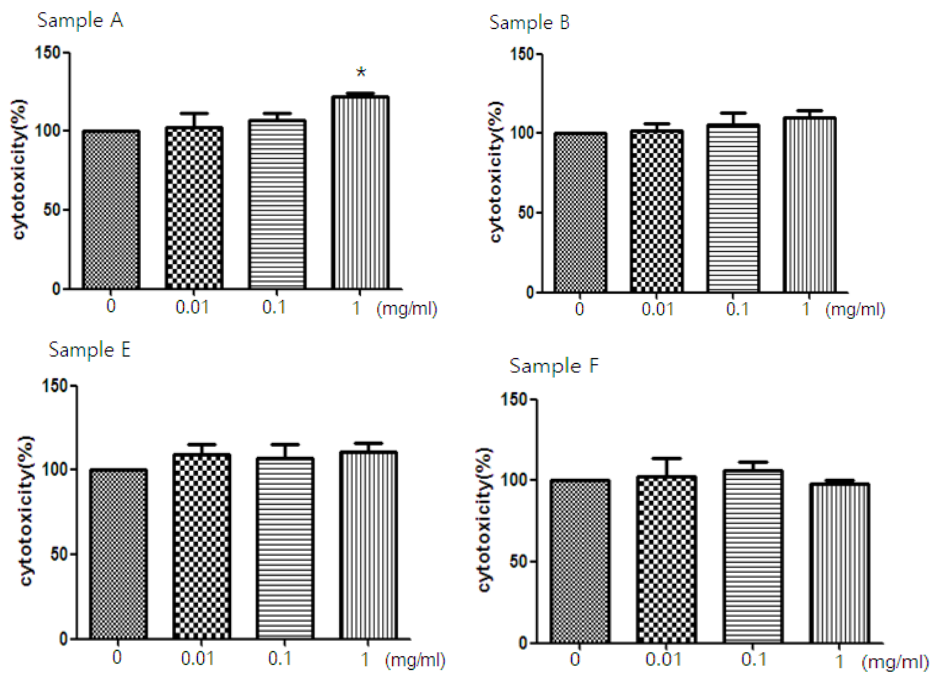 Sample A
150
100
50
0
cytotoxicity(%)
*
0 0.01 0.1 1 (mg/ml)
Sample B
150
100
50
0
cytotoxicity(%)
0 0.01 0.1 1 (mg/ml)
Sample E
150
100
50
0
cytotoxicity(%)
0 0.01 0.1 1 (mg/ml)
Sample F
150
100
50
0
cytotoxicity(%)
0 0.01 0.1 1 (mg/ml)